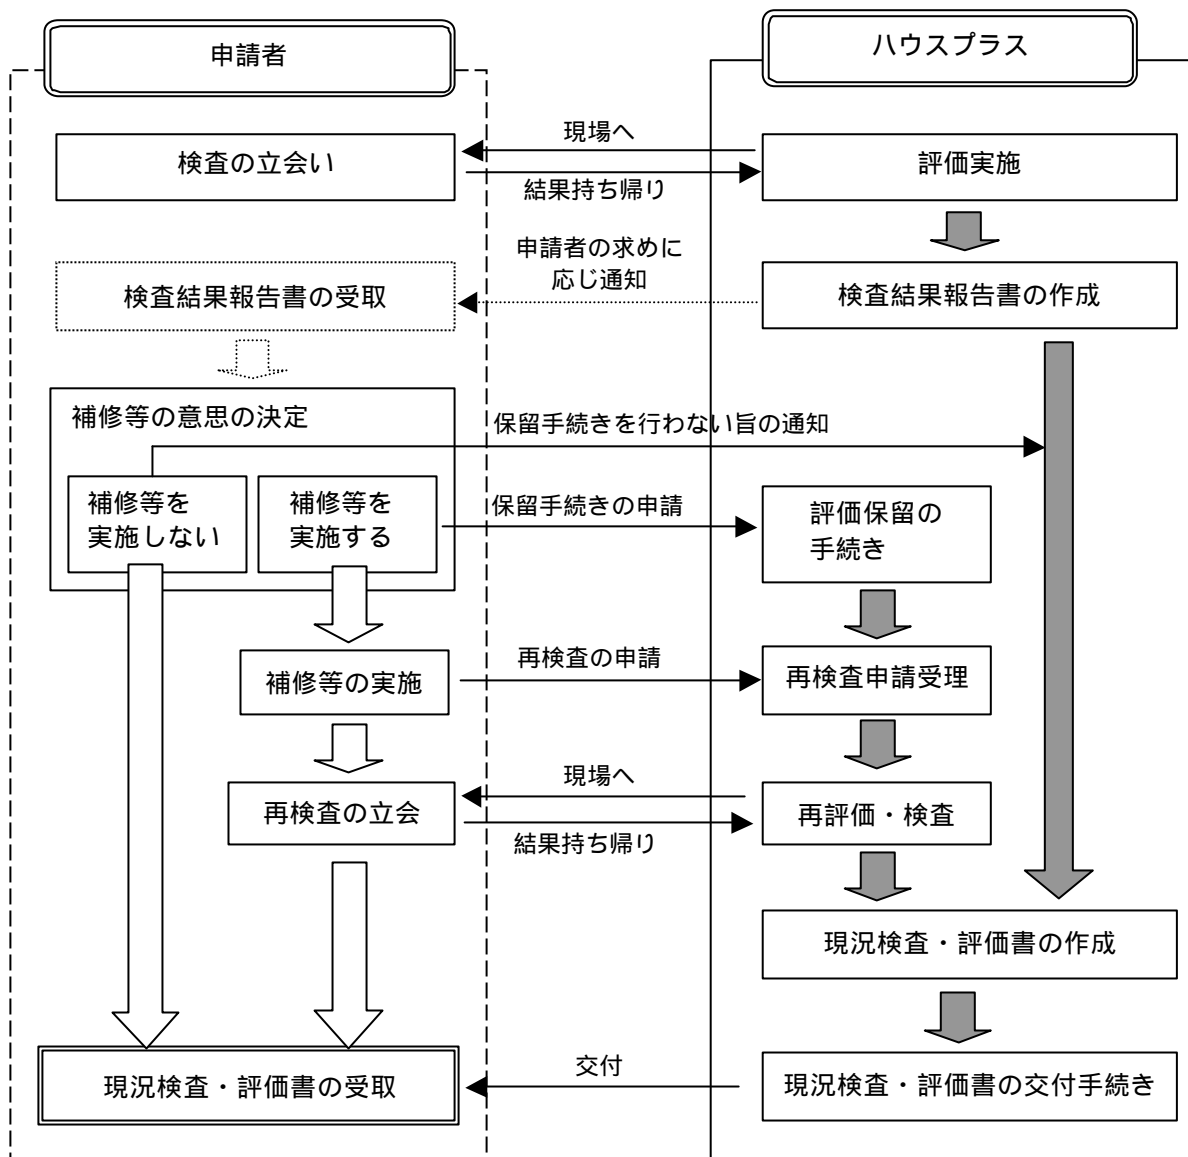 申請者
ハウスプラス
検査の立会い
現場へ
結果持ち帰り
評価実施
申請者の求めに
応じ通知
検査結果報告書の受取
検査結果報告書の作成
補修等の意思の決定
保留手続きを行わない旨の通知
補修等を
実施しない
補修等を
実施する
保留手続きの申請
評価保留の
手続き
補修等の実施
再検査の申請
再検査申請受理
再検査の立会
現場へ
結果持ち帰り
再評価・検査
現況検査・評価書の作成
現況検査・評価書の受取
交付
現況検査・評価書の交付手続き